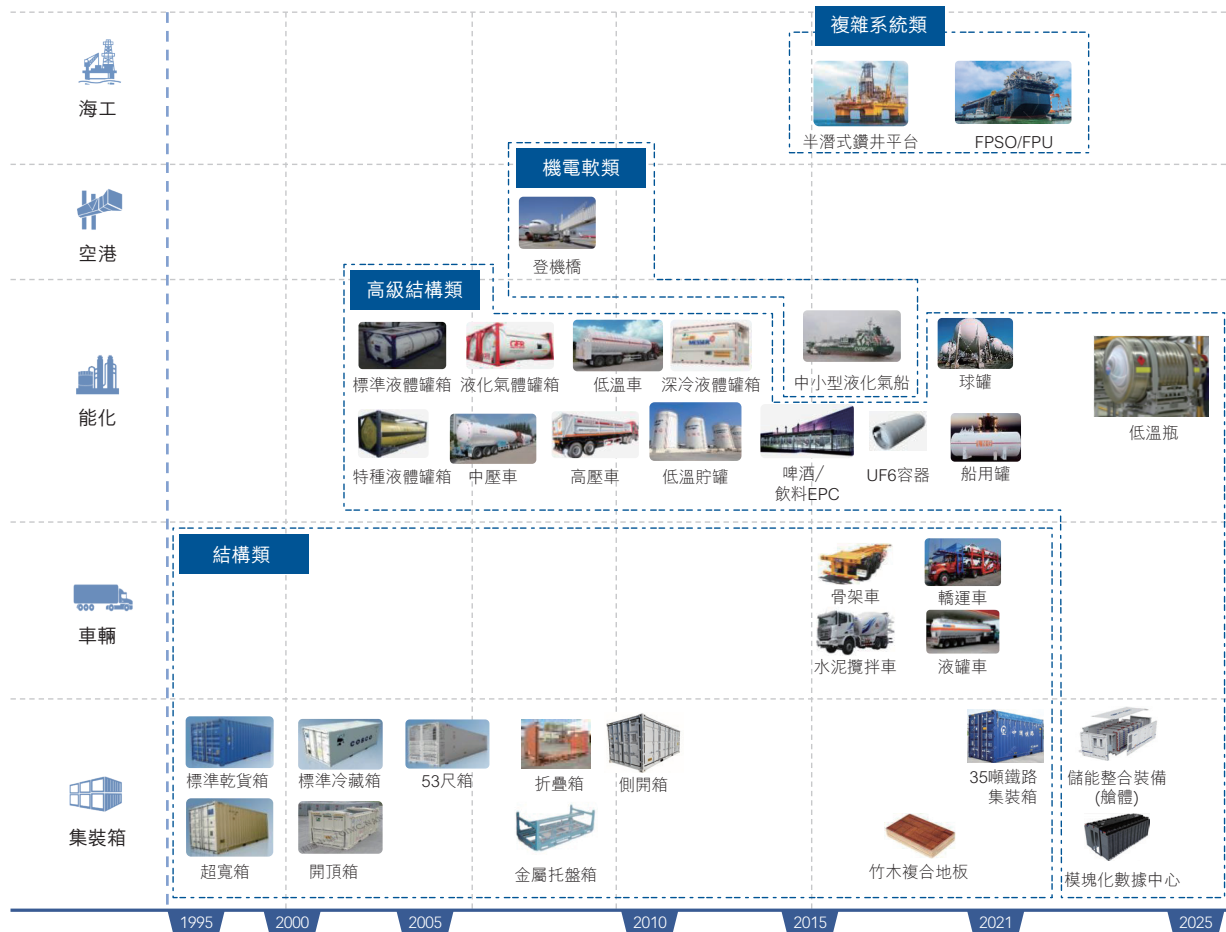 複雜系統類
海工
半潛式鑽井平台
FPSO/FPU
機電軟類
空港
登機橋
高級結構類
能化
標準液體罐箱
液化氣體罐箱
低溫車
深冷液體罐箱
中小型液化氣船
球罐
低溫瓶
特種液體罐箱
中壓車
高壓車
低溫貯罐
啤酒/
飲料EPC
UF6容器
船用罐
結構類
車輛
骨架車
轎運車
水泥攪拌車
液罐車
集裝箱
COSCO
標準乾貨箱
標準冷藏箱
53尺箱
折疊箱
側開箱
35噸鐵路
集裝箱
儲能整合裝備
(艙體)
超寬箱
開頂箱
金屬托盤箱
竹木複合地板
模塊化數據中心
1995
2000
2005
2010
2015
2021
2025